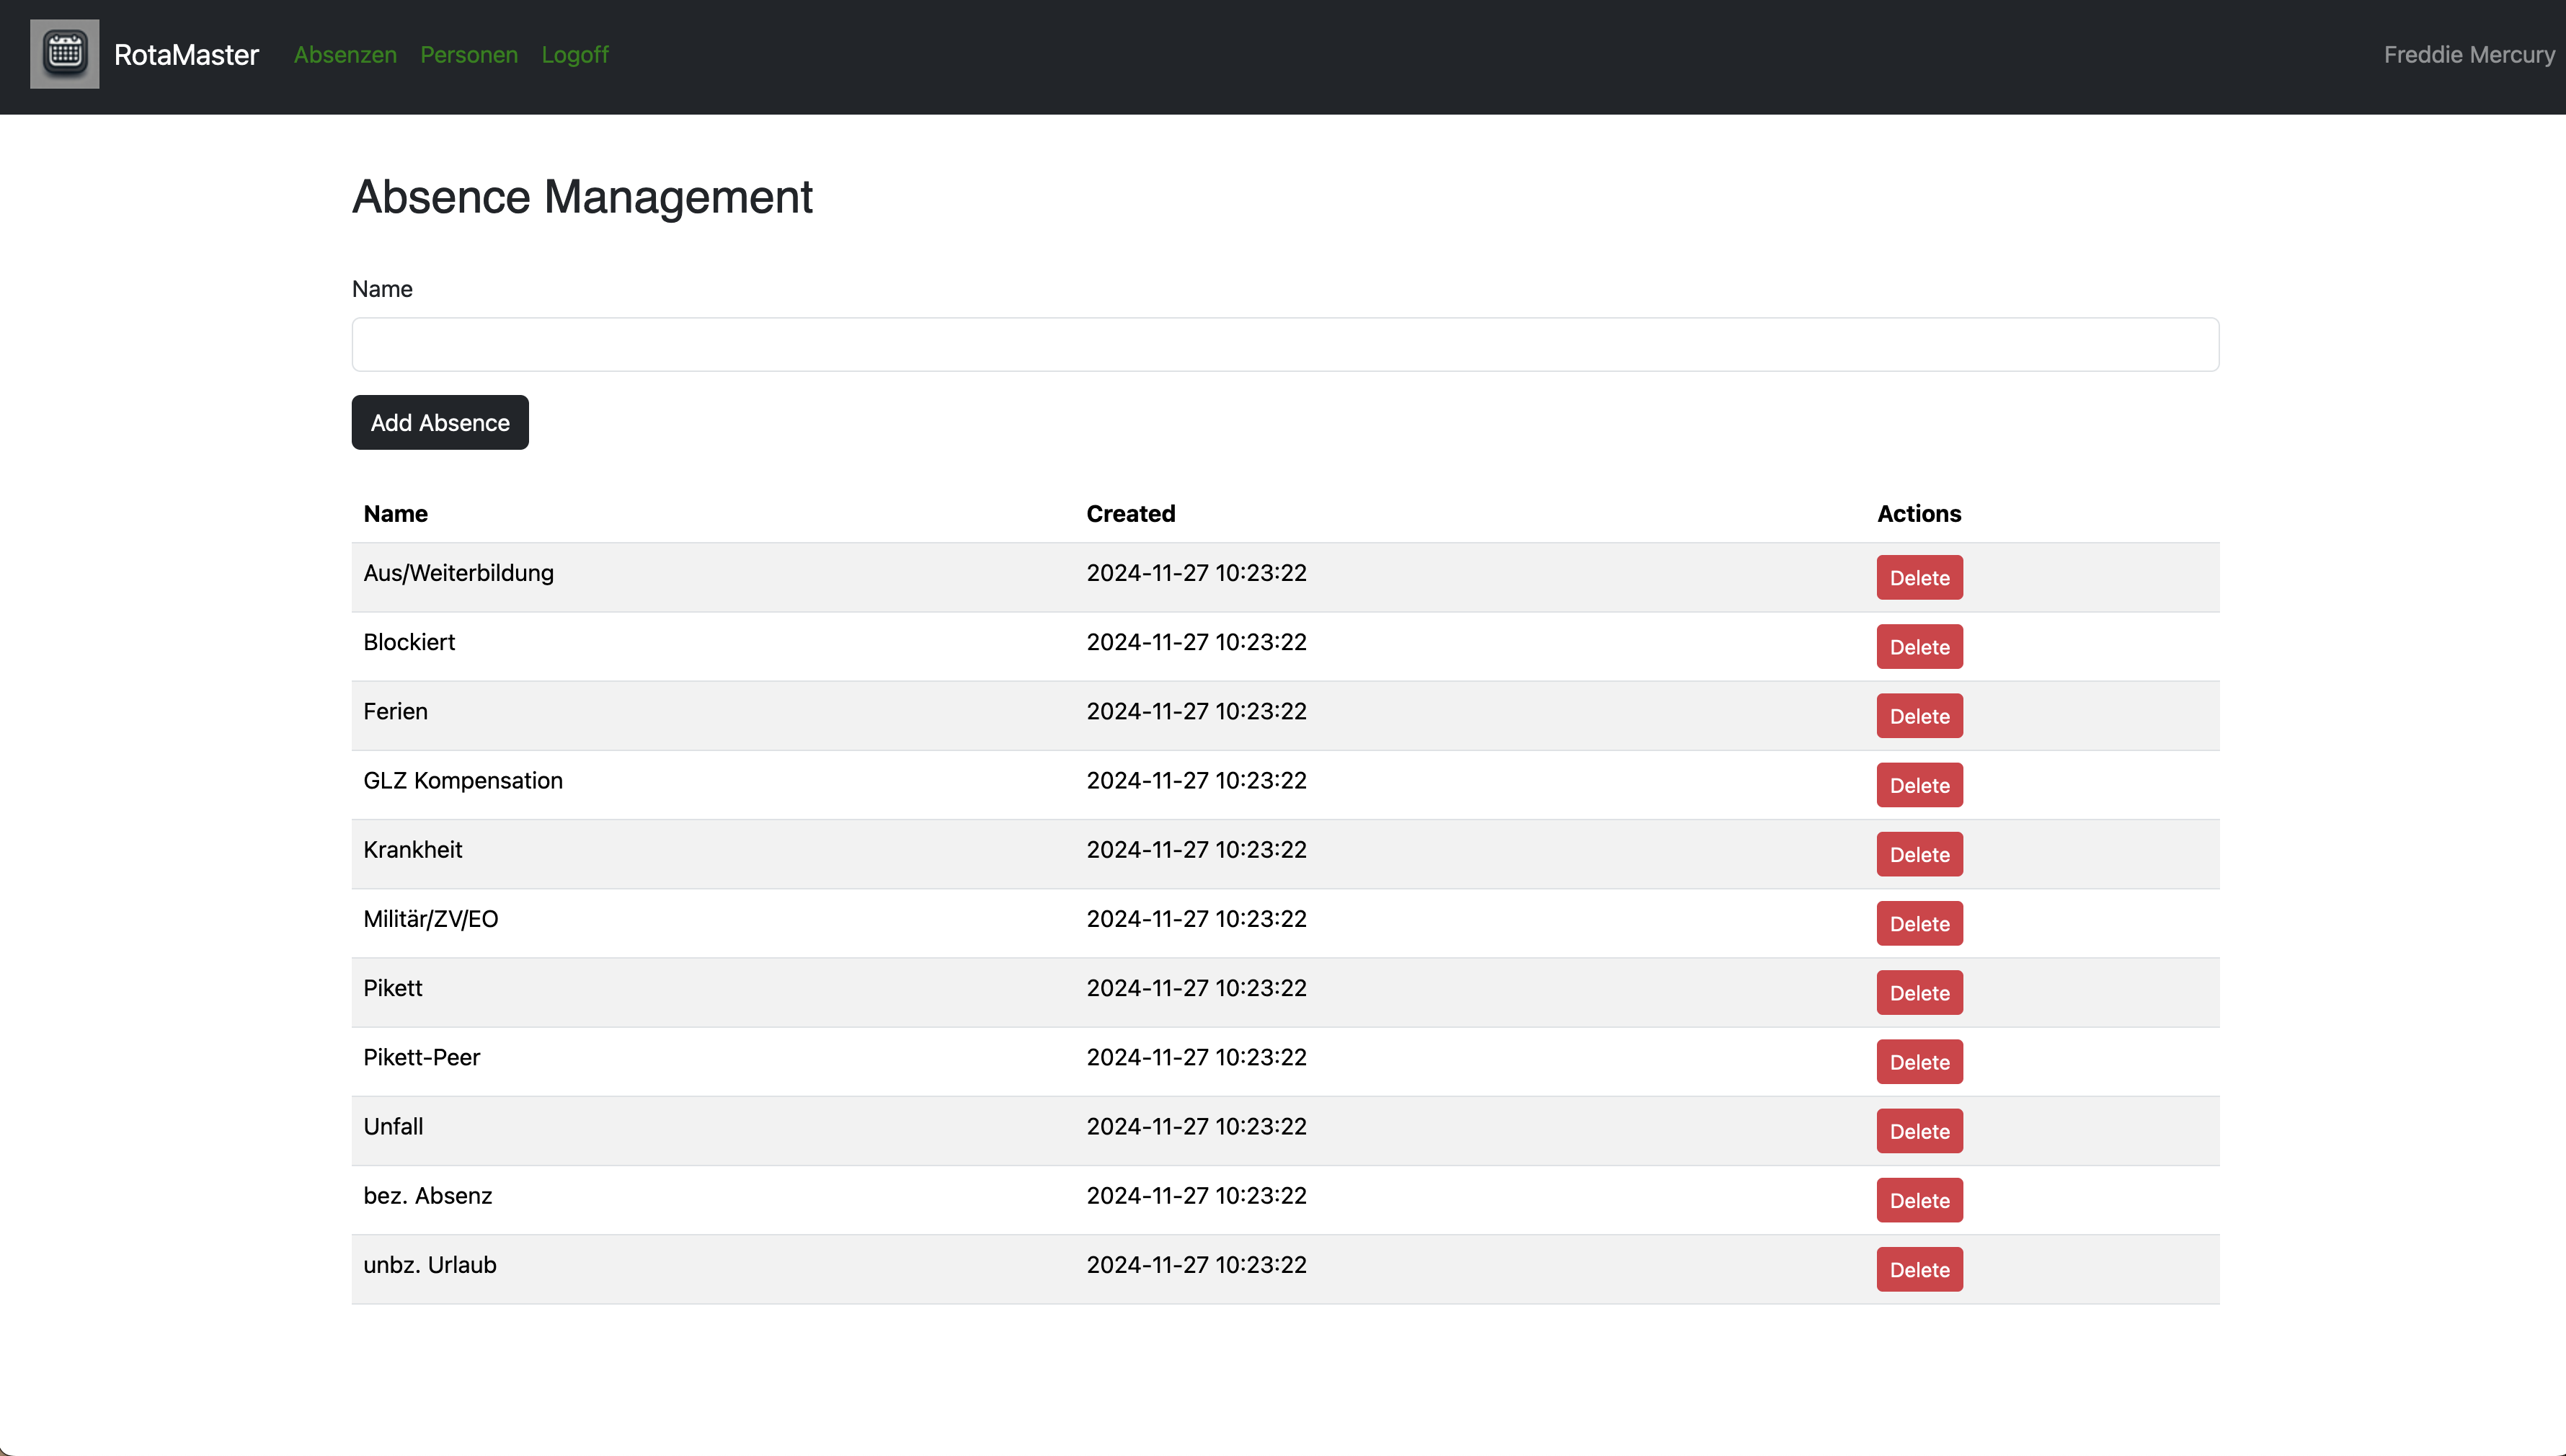 RotaMaster Absenzen Personen Logoff Freddie Mercury
Absence Management
Name
Add Absence
Name Created Actions
Aus/Weiterbildung 2024-11-27 10:23:22 Delete
Blockiert 2024-11-27 10:23:22 Delete
Ferien 2024-11-27 10:23:22 Delete
GLZ Kompensation 2024-11-27 10:23:22 Delete
Krankheit 2024-11-27 10:23:22 Delete
Militär/ZV/EO 2024-11-27 10:23:22 Delete
Pikett 2024-11-27 10:23:22 Delete
Pikett-Peer 2024-11-27 10:23:22 Delete
Unfall 2024-11-27 10:23:22 Delete
bez. Absenz 2024-11-27 10:23:22 Delete
unbz. Urlaub 2024-11-27 10:23:22 Delete